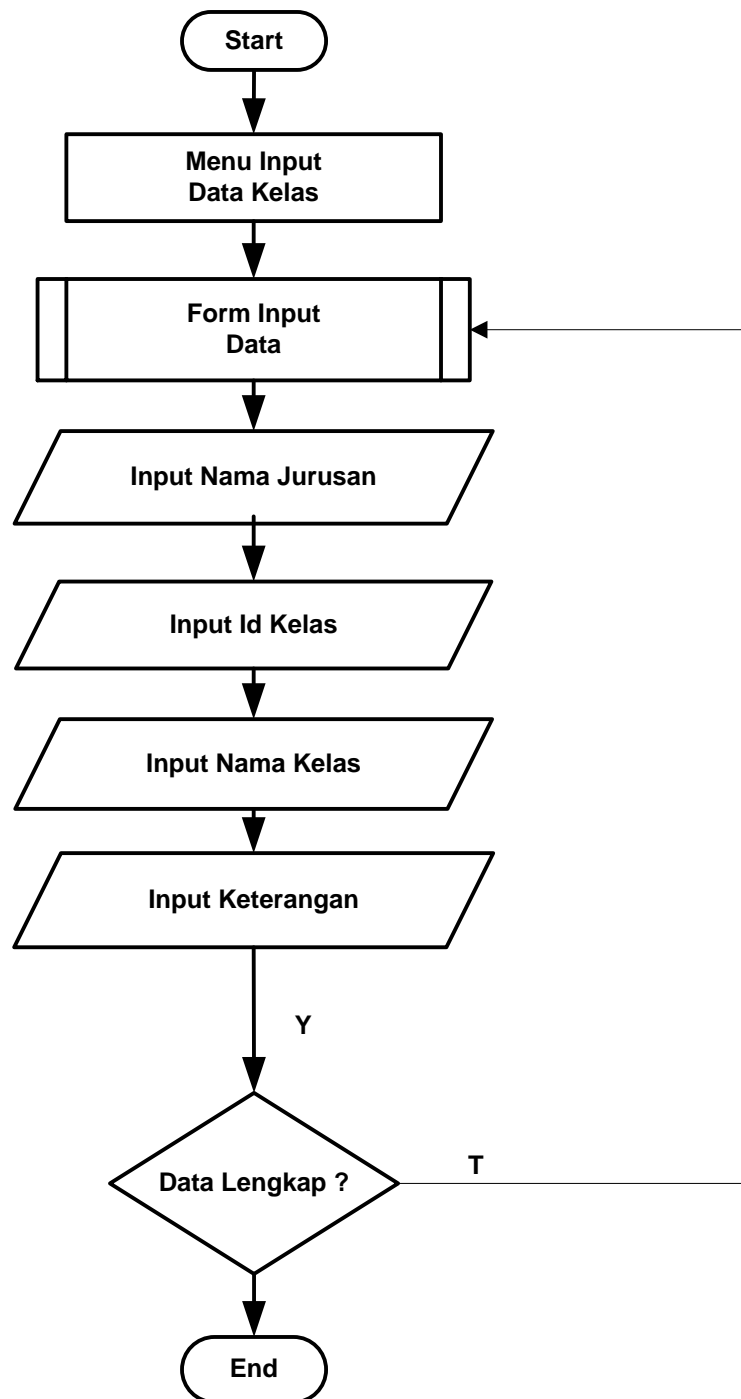 Start
Menu Input
Data Kelas
Form Input
Data
Input Nama Jurusan
Input Id Kelas
Input Nama Kelas
Input Keterangan
Y
Data Lengkap ?
T
End